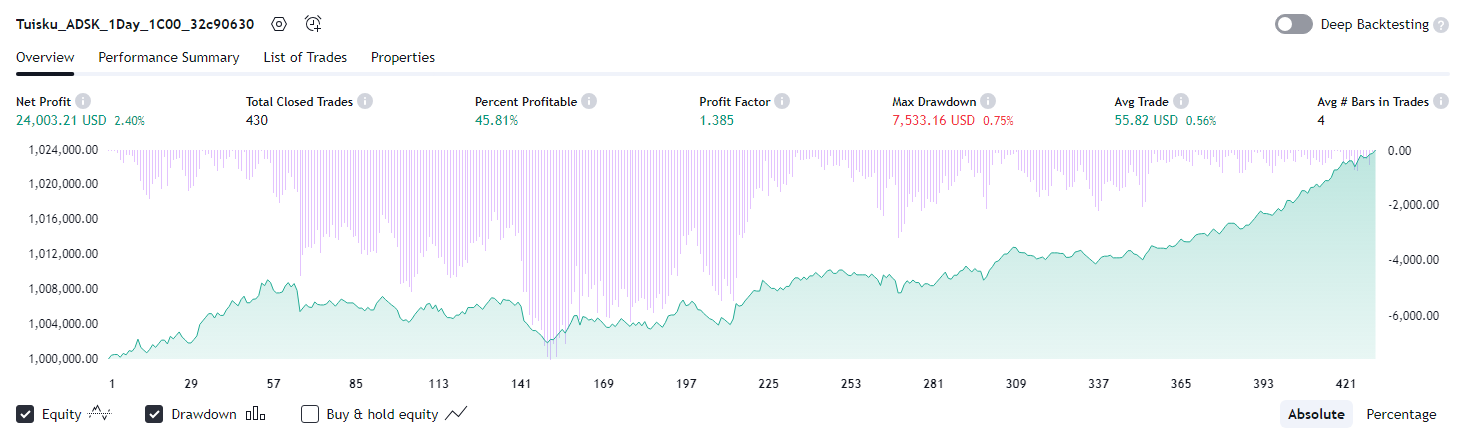 Tuisku_ADSK_1Day_1C00_32c90630 Deep Backtesting
Overview Performance Summary List of Trades Properties
Net Profit Total Closed Trades Percent Profitable Profit Factor Max Drawdown Avg Trade Avg # Bars in Trades
24,003.21 USD 2.40% 430 45.81% 1.385 7,533.16 USD 0.75% 55.82 USD 0.56% 4
1,024,000.00 0.00
1,020,000.00
-2,000.00
1,016,000.00
1,012,000.00
-4,000.00
1,008,000.00
-6,000.00
1,004,000.00
1,000,000.00
1 29 57 85 113 141 169 197 225 253 281 309 337 365 393 421
Equity Drawdown Buy & hold equity Absolute Percentage